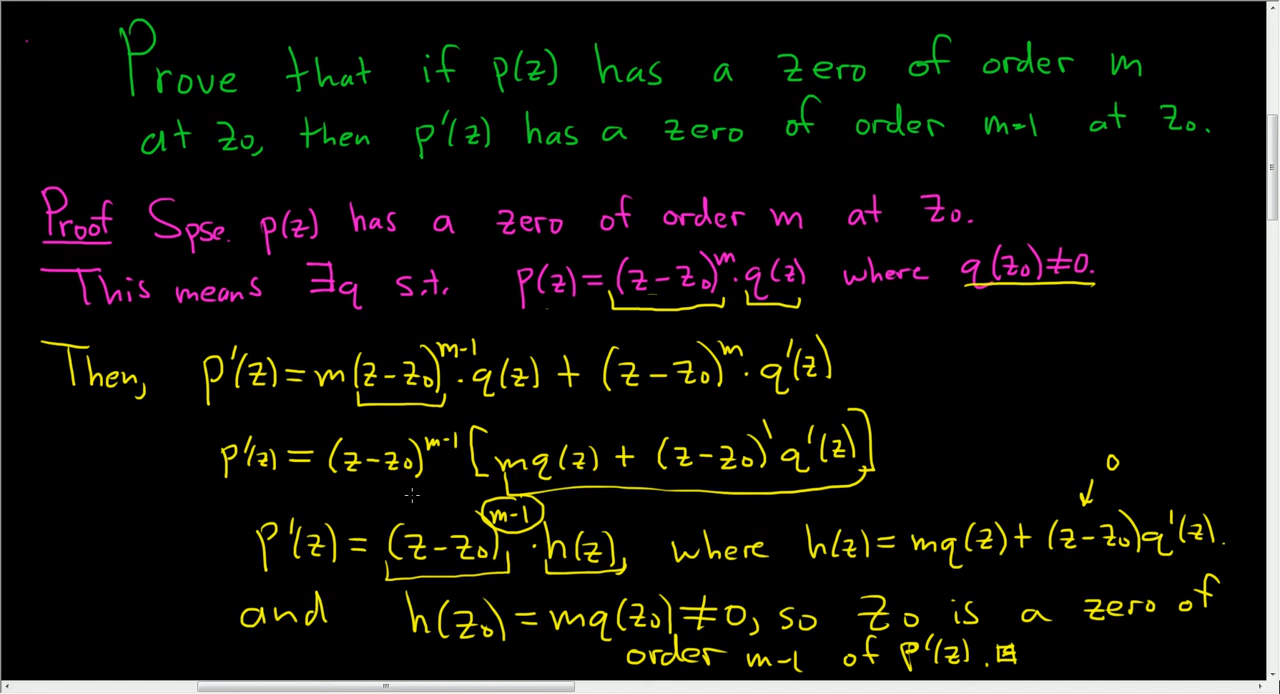 Prove that if p(z) has a zero of order m
at z₀, then p'(z) has a zero of order m-1 at z₀.
Proof Spse. p(z) has a zero of order m at z₀.
This means ∃q s.t. p(z) = (z-z₀)ᵐ · q(z) where q(z₀)≠0.
Then, p'(z) = m(z-z₀)ᵐ⁻¹ · q(z) + (z-z₀)ᵐ · q'(z)
p'(z) = (z-z₀)ᵐ⁻¹ [mq(z) + (z-z₀)¹ q'(z)]
0
p'(z) = (z-z₀)ᵐ⁻¹ · h(z), where h(z) = mq(z) + (z-z₀)q'(z).
and h(z₀) = mq(z₀) ≠ 0, so z₀ is a zero of
order m-1 of p'(z).